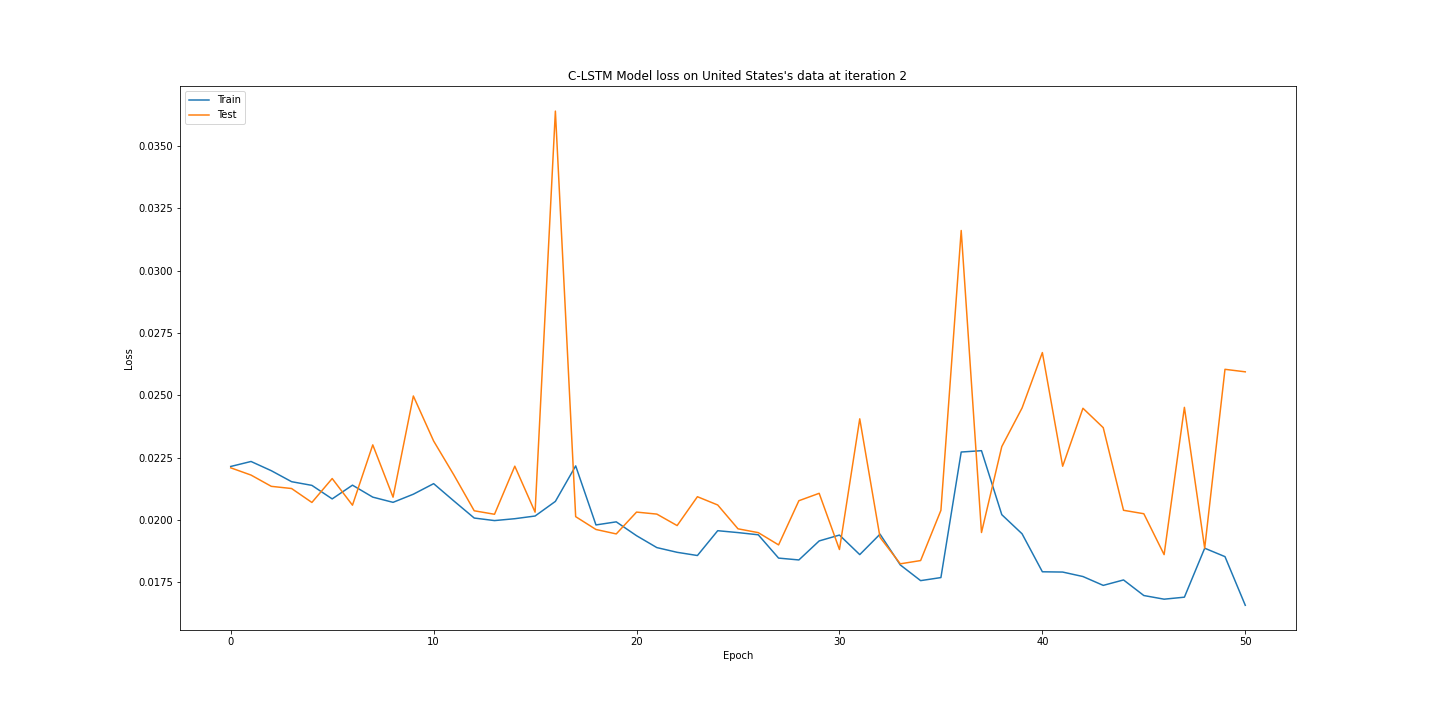 C-LSTM Model loss on United States's data at iteration 2
Train
Test
0.0350
0.0325
0.0300
0.0275
0.0250
0.0225
0.0200
0.0175
Loss
0 10 20 30 40 50
Epoch